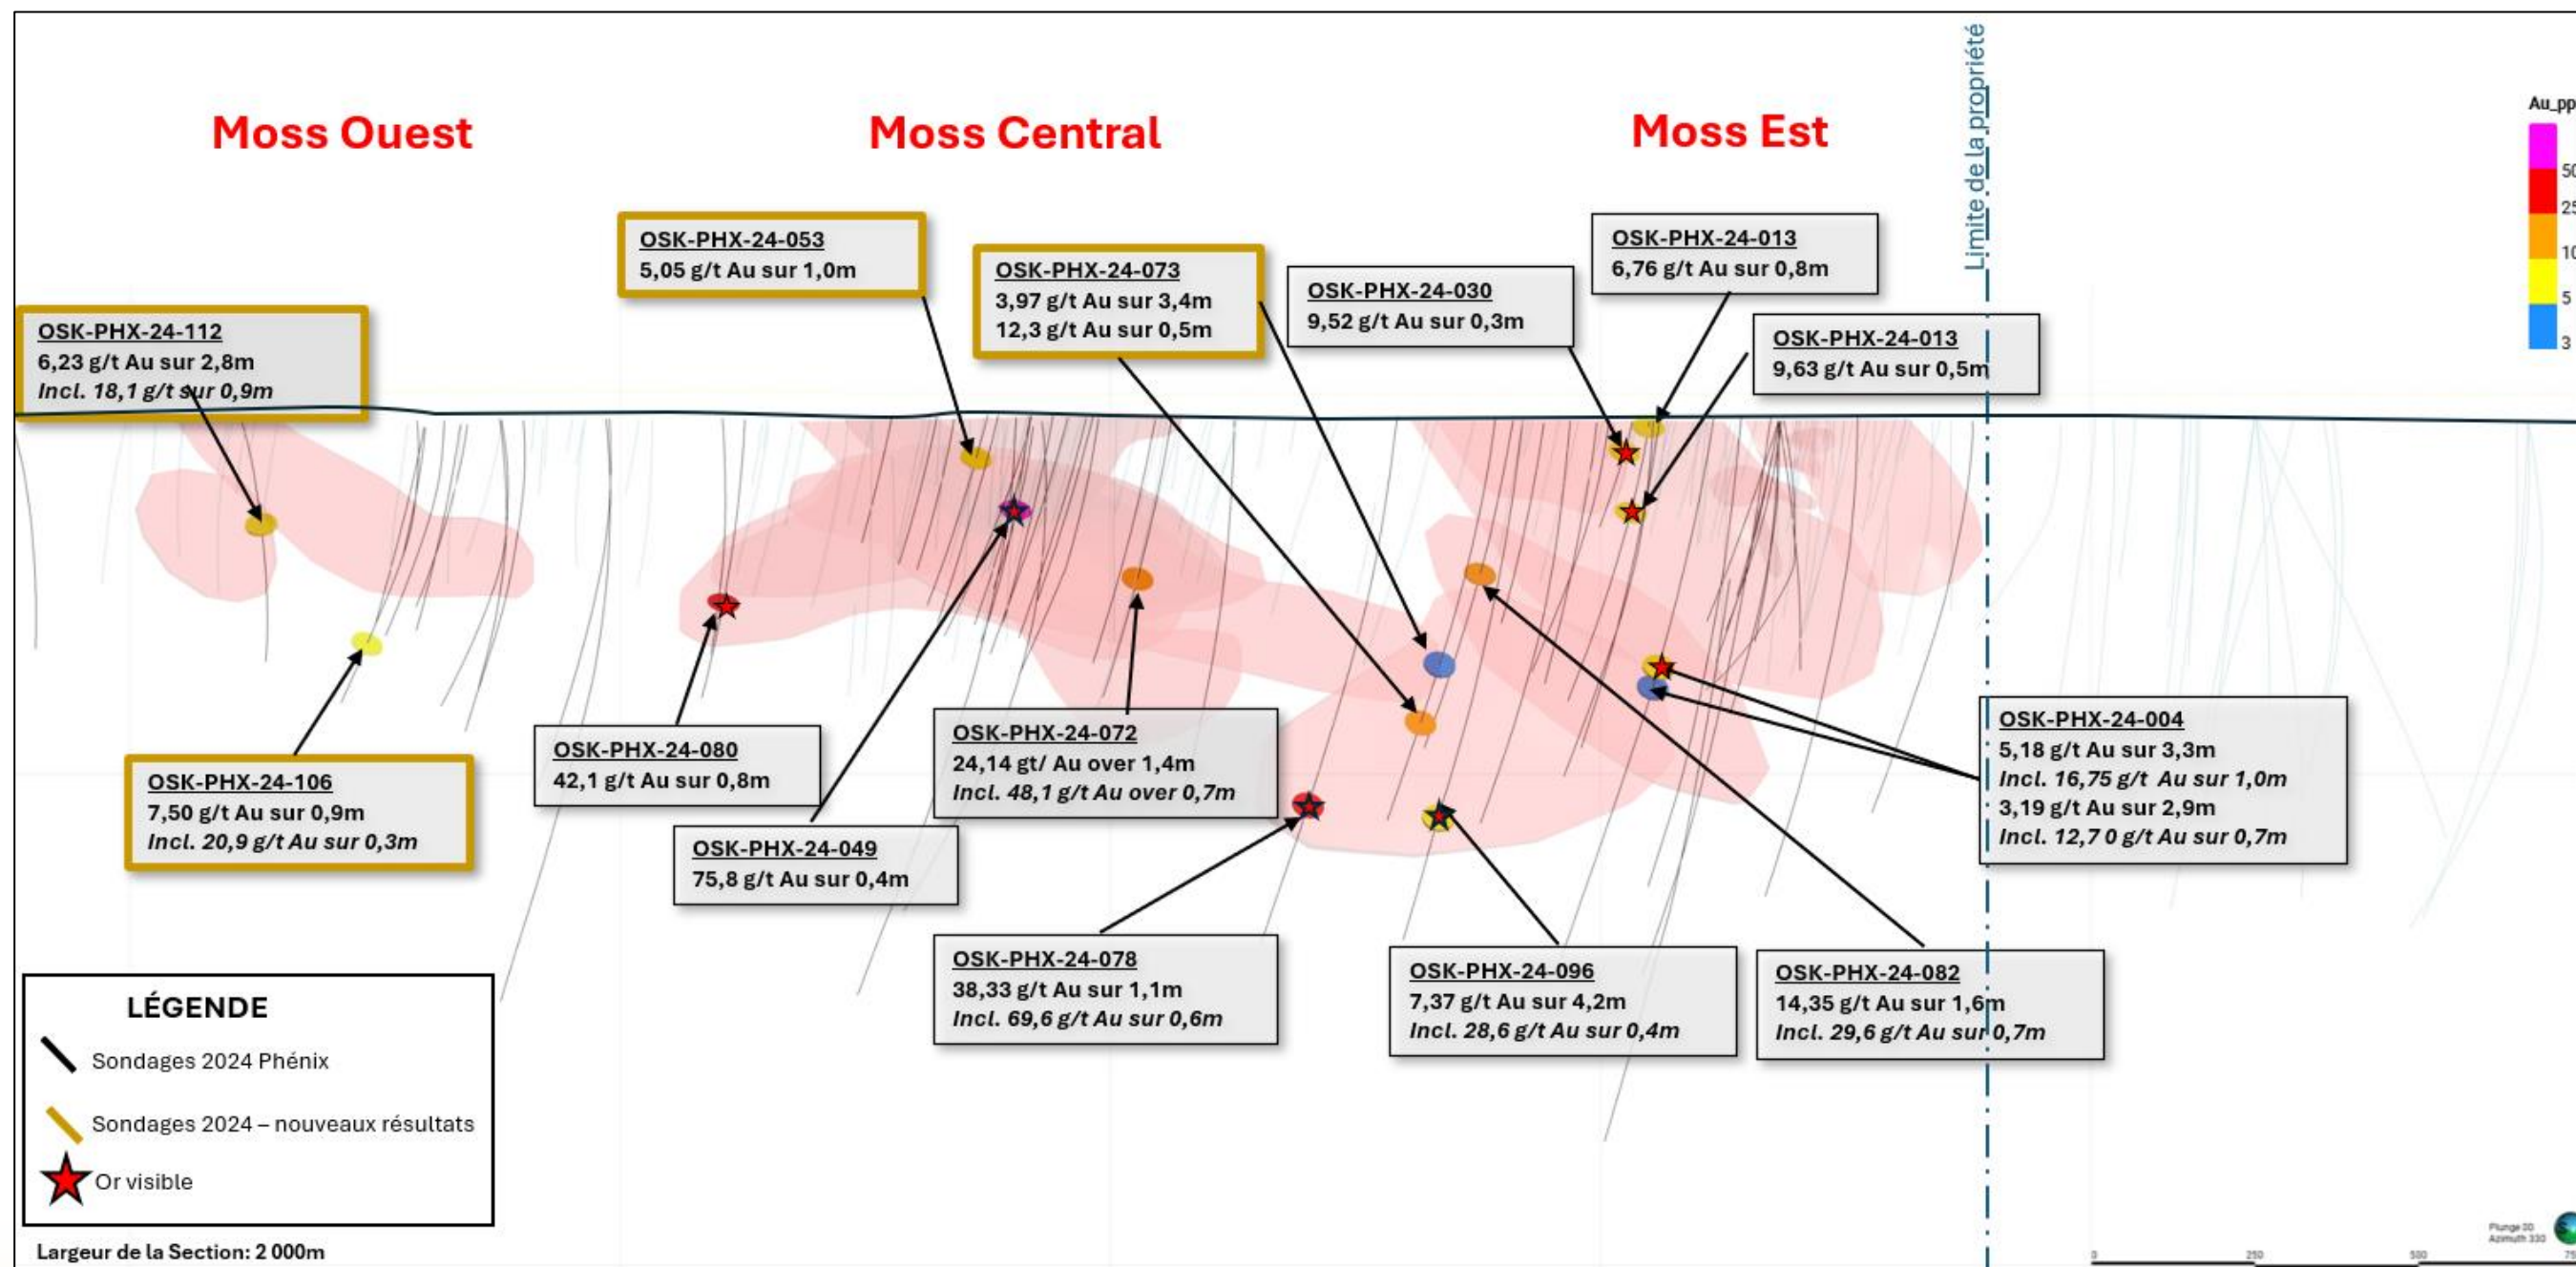 Limite de la propriété
Moss Ouest
Moss Central
Moss Est
Au_pp
50
25
10
5
3
OSK-PHX-24-112
6,23 g/t Au sur 2,8m
Incl. 18,1 g/t sur 0,9m
OSK-PHX-24-053
5,05 g/t Au sur 1,0m
OSK-PHX-24-073
3,97 g/t Au sur 3,4m
12,3 g/t Au sur 0,5m
OSK-PHX-24-030
9,52 g/t Au sur 0,3m
OSK-PHX-24-013
6,76 g/t Au sur 0,8m
OSK-PHX-24-013
9,63 g/t Au sur 0,5m
OSK-PHX-24-106
7,50 g/t Au sur 0,9m
Incl. 20,9 g/t Au sur 0,3m
OSK-PHX-24-080
42,1 g/t Au sur 0,8m
OSK-PHX-24-049
75,8 g/t Au sur 0,4m
OSK-PHX-24-072
24,14 gt/ Au over 1,4m
Incl. 48,1 g/t Au over 0,7m
OSK-PHX-24-004
5,18 g/t Au sur 3,3m
Incl. 16,75 g/t Au sur 1,0m
3,19 g/t Au sur 2,9m
Incl. 12,7 0 g/t Au sur 0,7m
OSK-PHX-24-078
38,33 g/t Au sur 1,1m
Incl. 69,6 g/t Au sur 0,6m
OSK-PHX-24-096
7,37 g/t Au sur 4,2m
Incl. 28,6 g/t Au sur 0,4m
OSK-PHX-24-082
14,35 g/t Au sur 1,6m
Incl. 29,6 g/t Au sur 0,7m
LÉGENDE
Sondages 2024 Phénix
Sondages 2024 – nouveaux résultats
Or visible
Largeur de la Section: 2 000m
Plunge 00
Azimuth 330
0 250 500 75